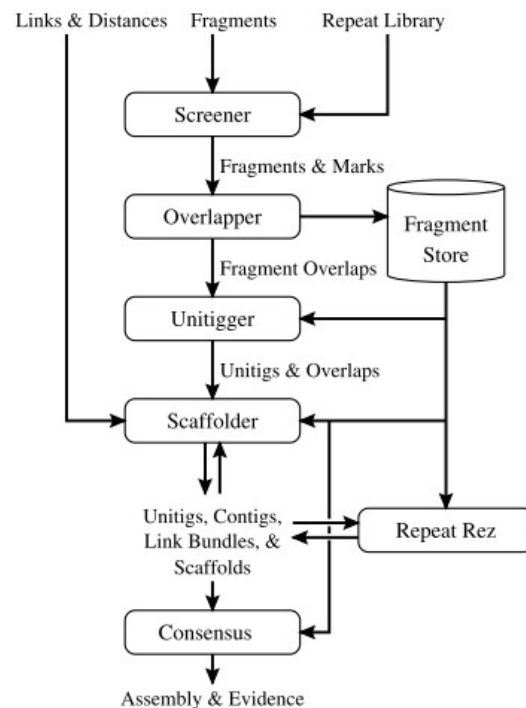 Links & Distances
Fragments
Repeat Library
Screener
Fragments & Marks
Overlapper
Fragment
Store
Fragment Overlaps
Unitigger
Unitigs & Overlaps
Scaffolder
Unitigs, Contigs,
Link Bundles, &
Scaffolds
Repeat Rez
Consensus
Assembly & Evidence